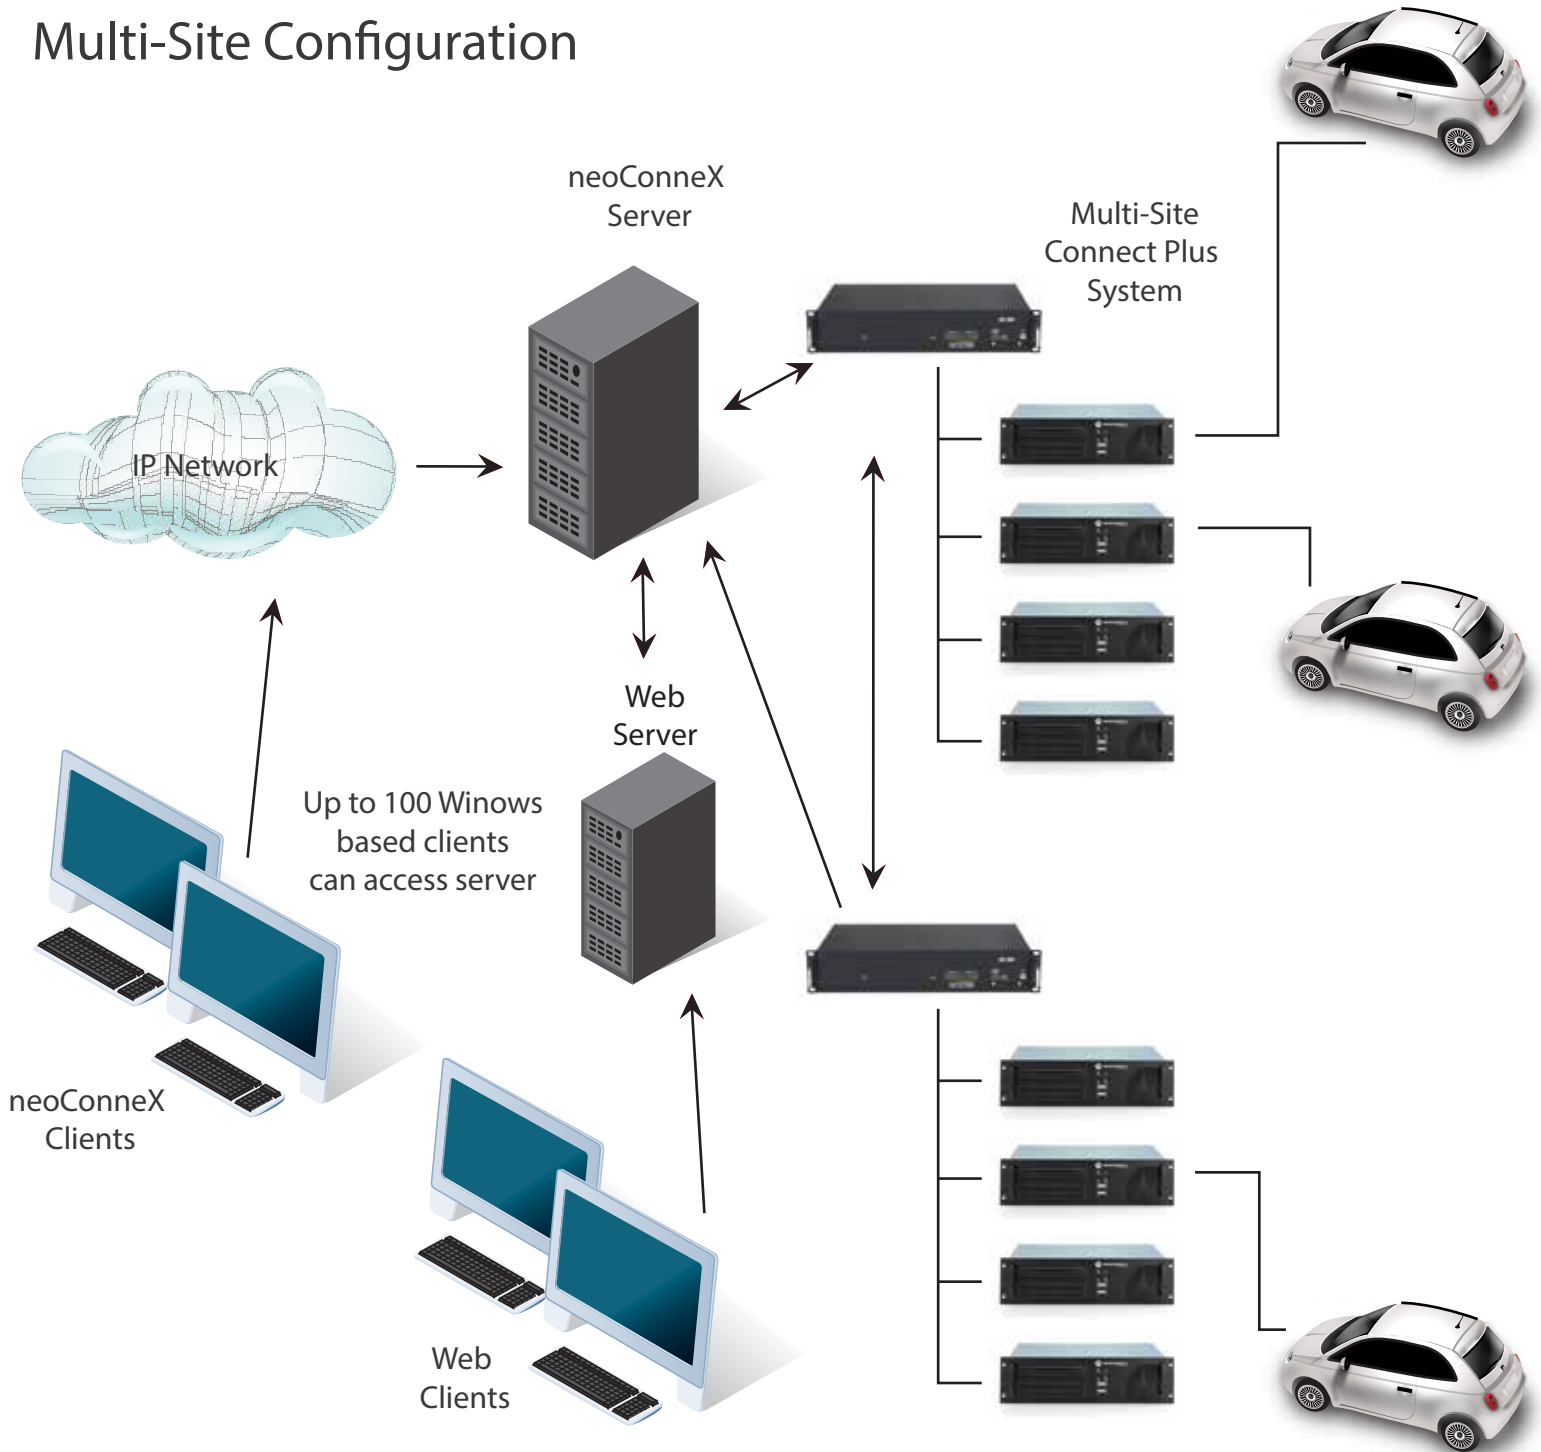 Multi-Site Configuration
neoConneX
Server
Multi-Site
Connect Plus
System
IP Network
Web
Server
Up to 100 Winows
based clients
can access server
neoConneX
Clients
Web
Clients